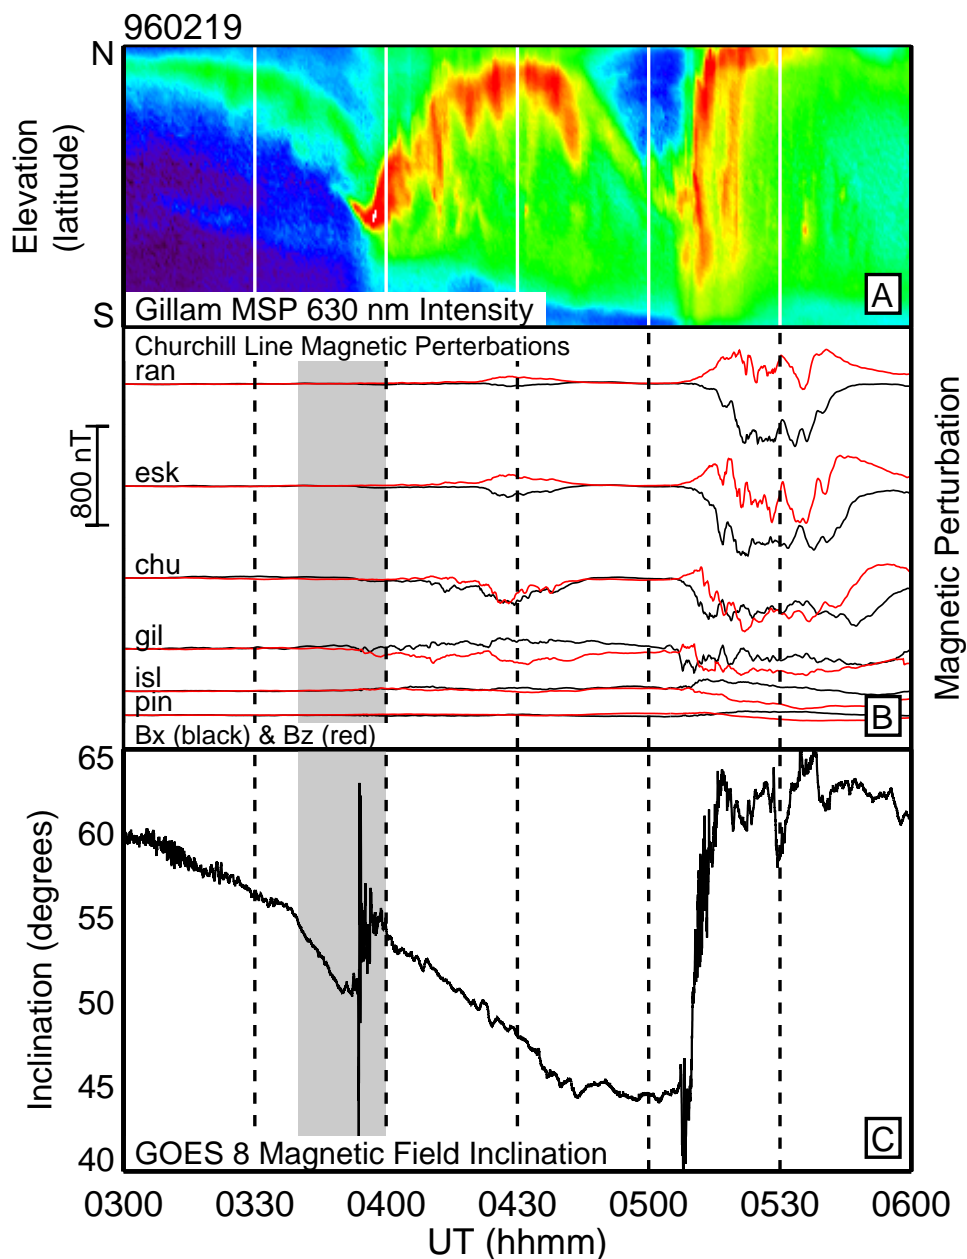 960219
N
Elevation
(latitude)
S
Gillam MSP 630 nm Intensity
A
Churchill Line Magnetic Perterbations
ran
800 nT
esk
chu
gil
isl
pin
Bx (black) & Bz (red)
B
Magnetic Perturbation
65
60
55
50
45
40
Inclination (degrees)
GOES 8 Magnetic Field Inclination
C
0300 0330 0400 0430 0500 0530 0600
UT (hhmm)